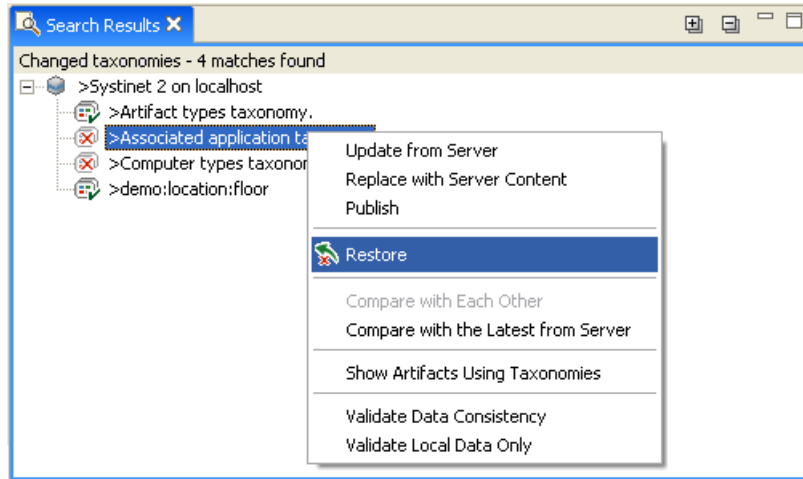 Search Results
Changed taxonomies - 4 matches found
>Systinet 2 on localhost
>Artifact types taxonomy.
>Associated application ta
>Computer types taxonor
>demo:location:floor
Update from Server
Replace with Server Content
Publish
Restore
Compare with Each Other
Compare with the Latest from Server
Show Artifacts Using Taxonomies
Validate Data Consistency
Validate Local Data Only